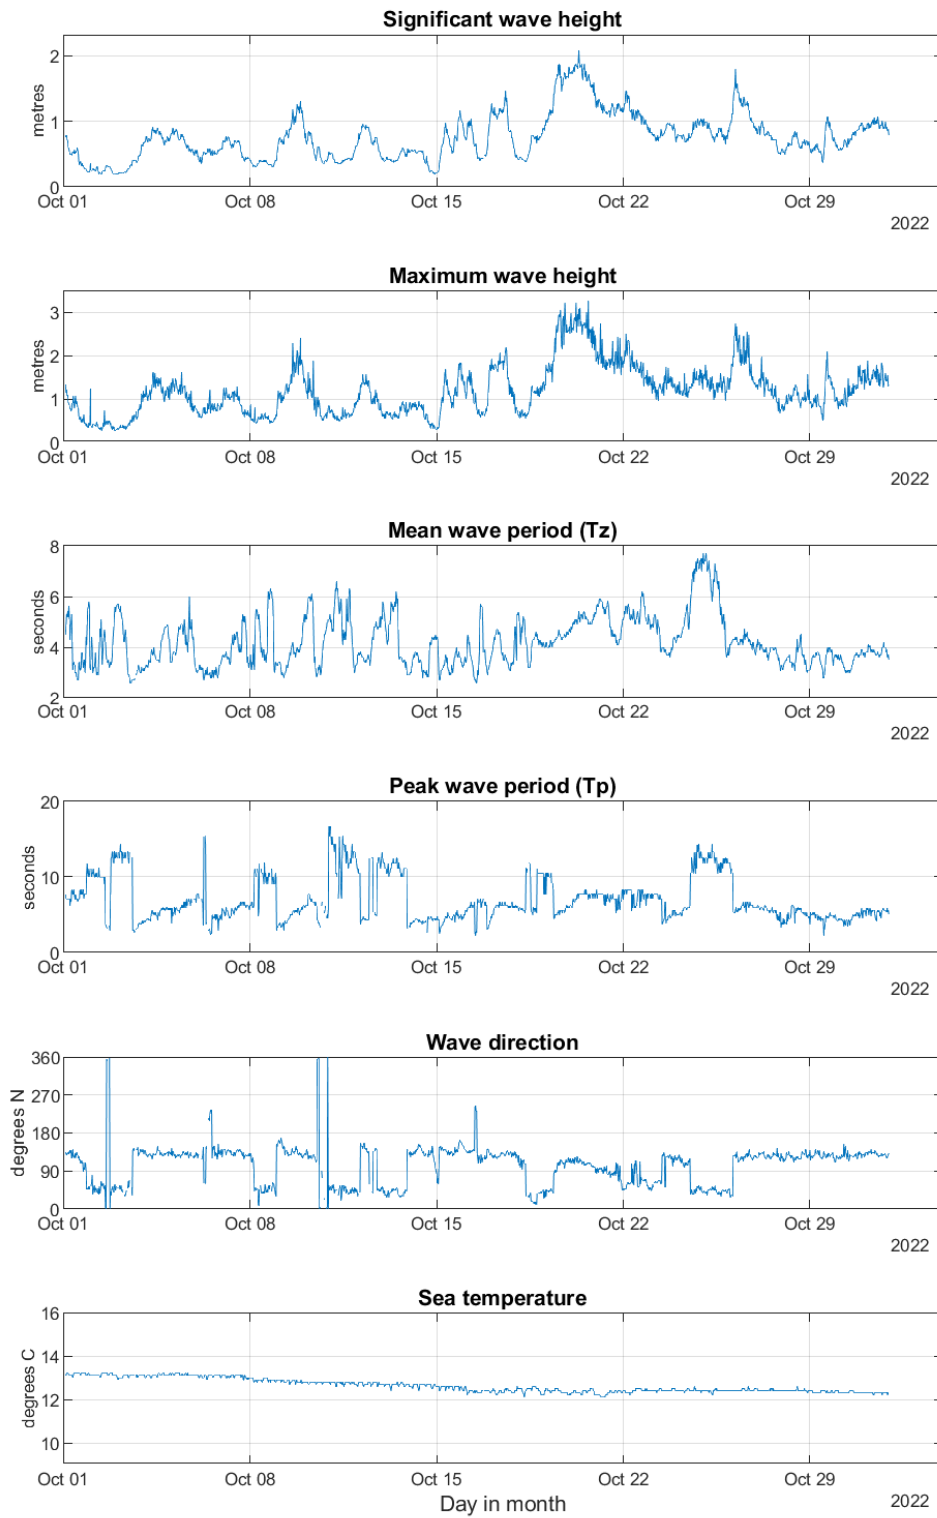 Significant wave height
metres
2
1
0
Oct 01 Oct 08 Oct 15 Oct 22 Oct 29
2022
Maximum wave height
metres
3
2
1
0
Oct 01 Oct 08 Oct 15 Oct 22 Oct 29
2022
Mean wave period (Tz)
seconds
8
6
4
2
Oct 01 Oct 08 Oct 15 Oct 22 Oct 29
2022
Peak wave period (Tp)
seconds
20
10
0
Oct 01 Oct 08 Oct 15 Oct 22 Oct 29
2022
Wave direction
degrees N
360
270
180
90
0
Oct 01 Oct 08 Oct 15 Oct 22 Oct 29
2022
Sea temperature
degrees C
16
14
12
10
Oct 01 Oct 08 Oct 15 Oct 22 Oct 29
Day in month
2022